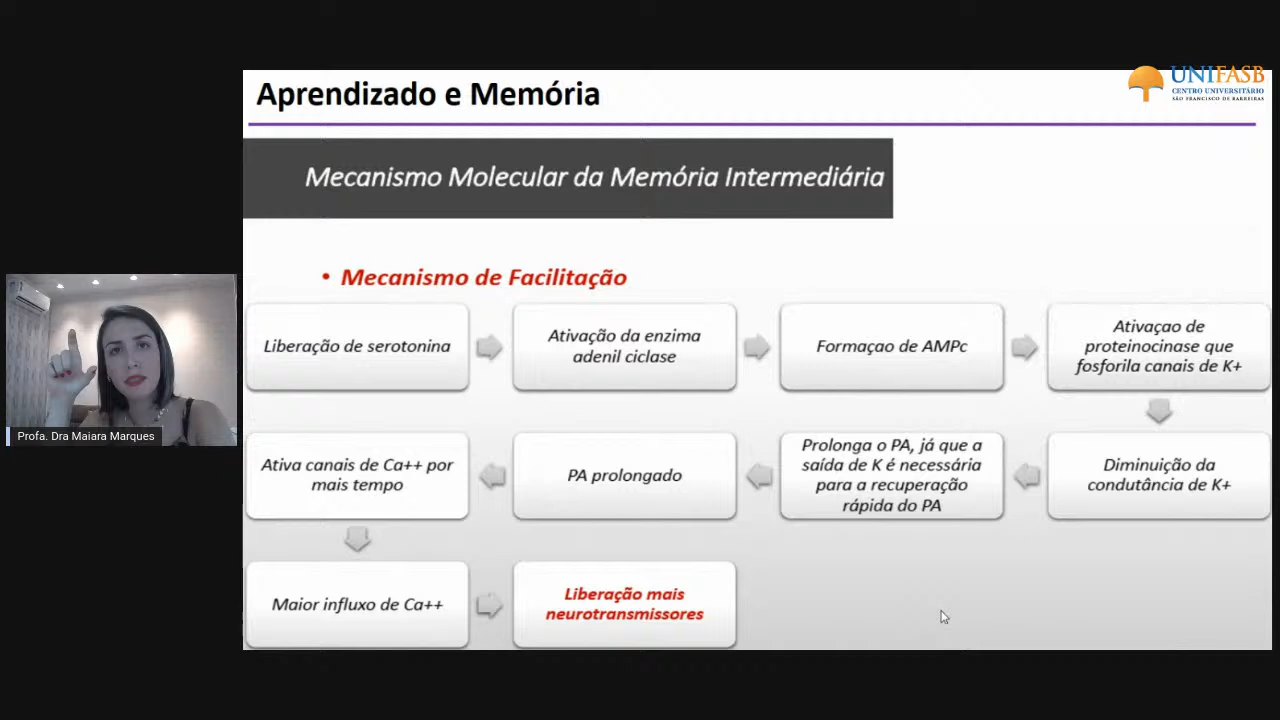 Aprendizado e Memória
UNIFASB
CENTRO UNIVERSITÁRIO
SÃO FRANCISCO DE BARREIRAS
Mecanismo Molecular da Memória Intermediária
• Mecanismo de Facilitação
Liberação de serotonina
Ativação da enzima
adenil ciclase
Formaçao de AMPc
Ativaçao de
proteinocinase que
fosforila canais de K+
Diminuição da
condutância de K+
Prolonga o PA, já que a
saída de K é necessária
para a recuperação
rápida do PA
PA prolongado
Ativa canais de Ca++ por
mais tempo
Maior influxo de Ca++
Liberação mais
neurotransmissores
Profa. Dra Maiara Marques